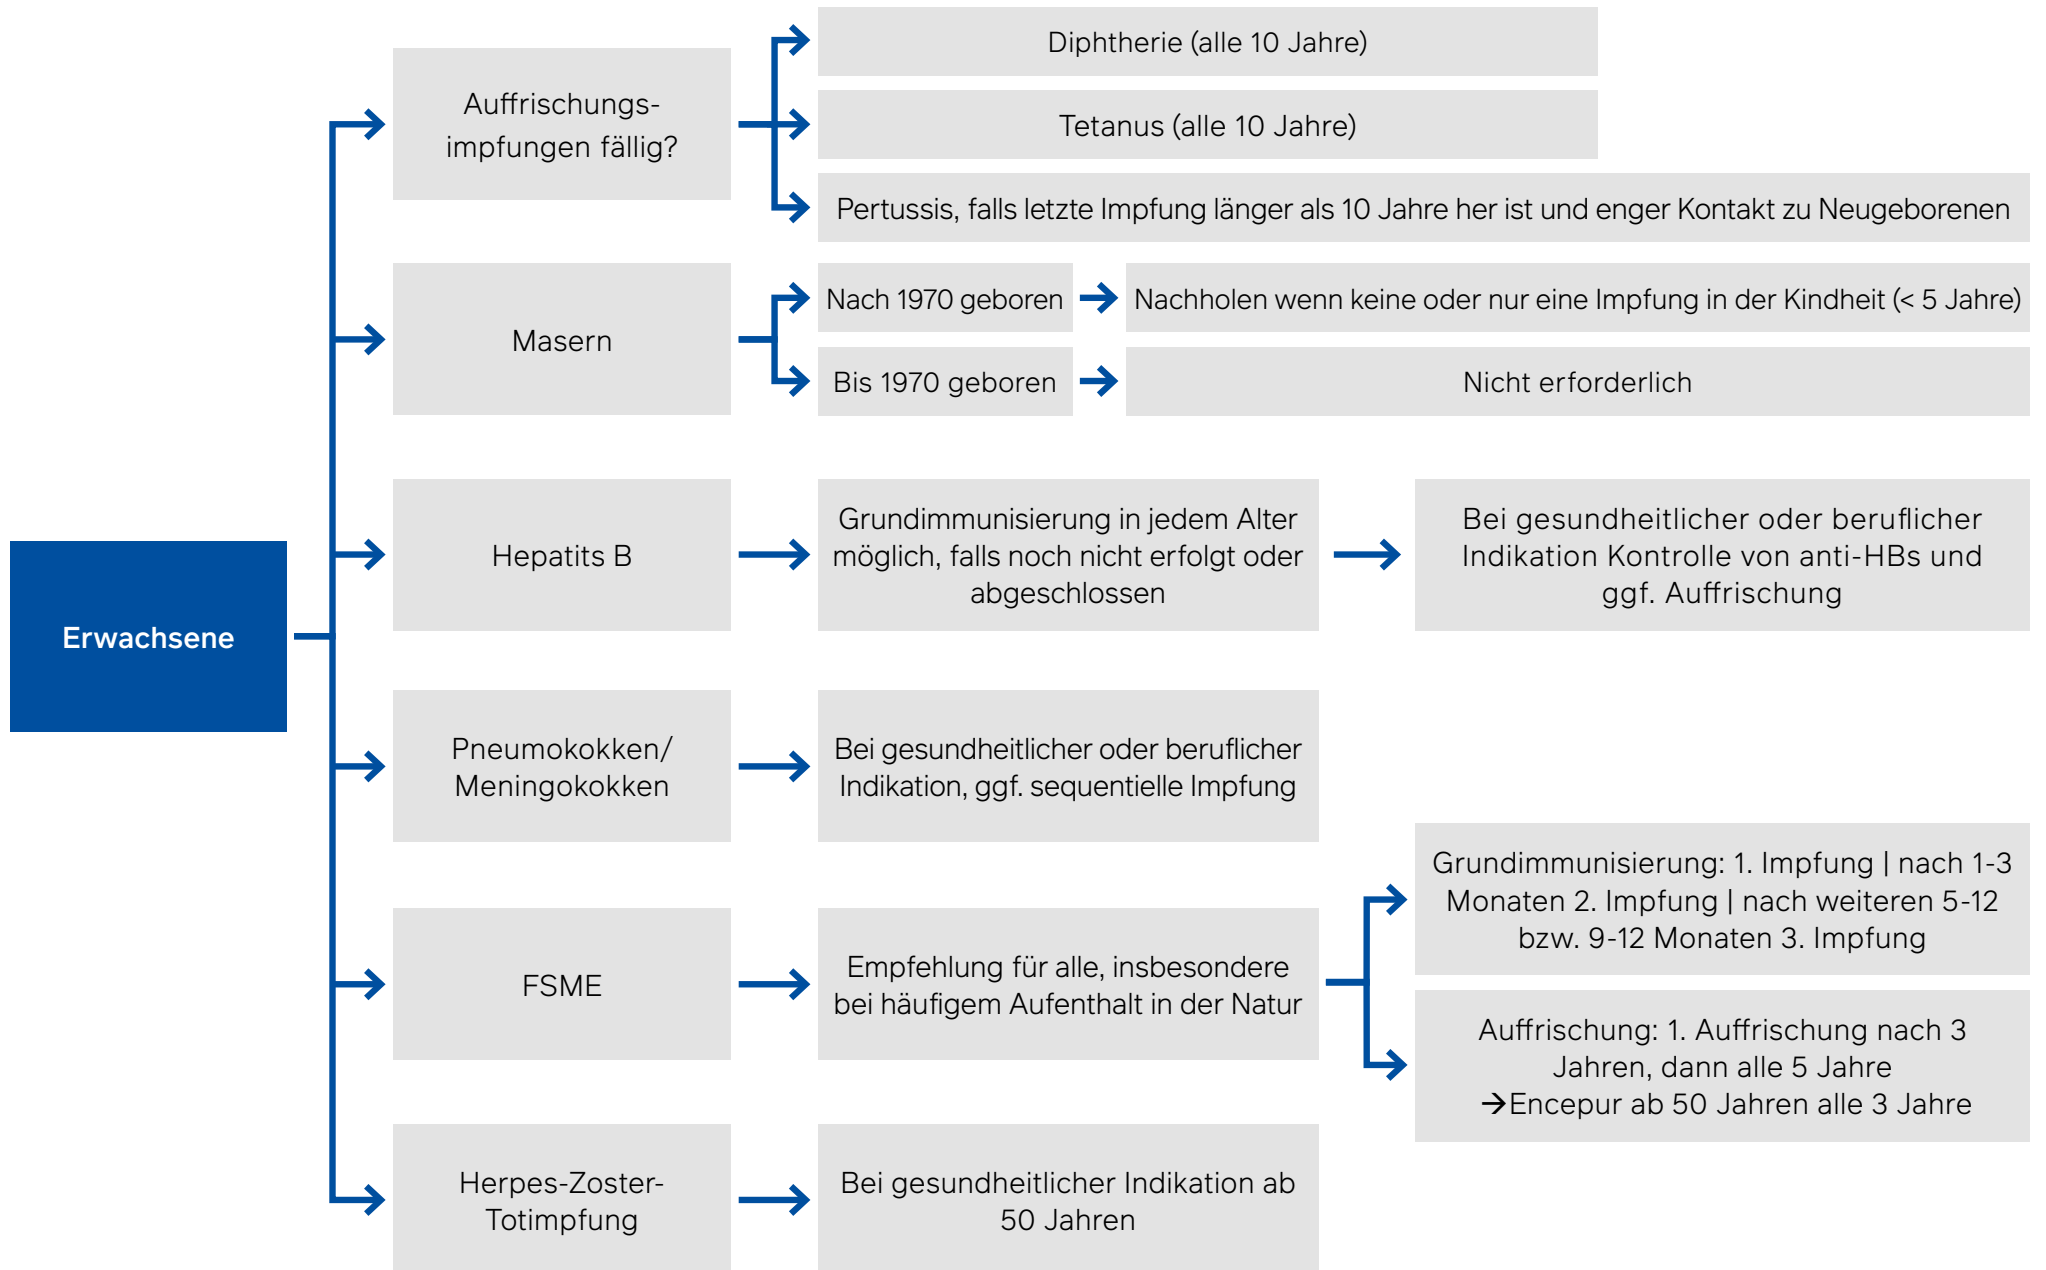 Erwachsene
Auffrischungs-
impfungen fällig?
Diphtherie (alle 10 Jahre)
Tetanus (alle 10 Jahre)
Pertussis, falls letzte Impfung länger als 10 Jahre her ist und enger Kontakt zu Neugeborenen
Masern
Nach 1970 geboren
Nachholen wenn keine oder nur eine Impfung in der Kindheit (< 5 Jahre)
Bis 1970 geboren
Nicht erforderlich
Hepatits B
Grundimmunisierung in jedem Alter
möglich, falls noch nicht erfolgt oder
abgeschlossen
Bei gesundheitlicher oder beruflicher
Indikation Kontrolle von anti-HBs und
ggf. Auffrischung
Pneumokokken/
Meningokokken
Bei gesundheitlicher oder beruflicher
Indikation, ggf. sequentielle Impfung
FSME
Empfehlung für alle, insbesondere
bei häufigem Aufenthalt in der Natur
Grundimmunisierung: 1. Impfung | nach 1-3
Monaten 2. Impfung | nach weiteren 5-12
bzw. 9-12 Monaten 3. Impfung
Auffrischung: 1. Auffrischung nach 3
Jahren, dann alle 5 Jahre
→Encepur ab 50 Jahren alle 3 Jahre
Herpes-Zoster-
Totimpfung
Bei gesundheitlicher Indikation ab
50 Jahren